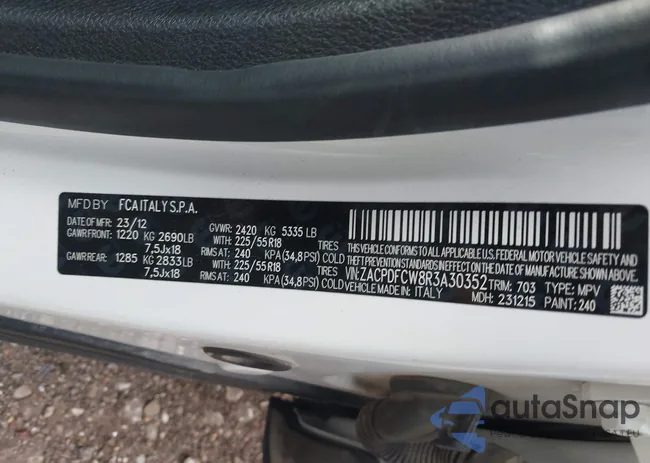 MFD BY FCA ITALY S.P.A.
DATE OF MFR: 23/12 GVWR: 2420 KG 5335 LB
GAWR FRONT: 1220 KG 2690LB WITH: 225/55R18 TIRES
7,5Jx18 RIMS AT: 240 KPA (34,8PSI) COLD
GAWR REAR: 1285 KG 2833LB WITH: 225/55R18 TIRES
7,5Jx18 RIMS AT: 240 KPA (34,8PSI) COLD
THIS VEHICLE CONFORMS TO ALL APPLICABLE U.S. FEDERAL MOTOR VEHICLE SAFETY AND
THEFT PREVENTION STANDARDS IN EFFECT ON THE DATE OF MANUFACTURE SHOWN ABOVE.
VIN: ZACPDFCW8R3A30352 TRIM: 703 TYPE: MPV
VEHICLE MADE IN: ITALY MDH: 231215 PAINT: 240
autaSnap